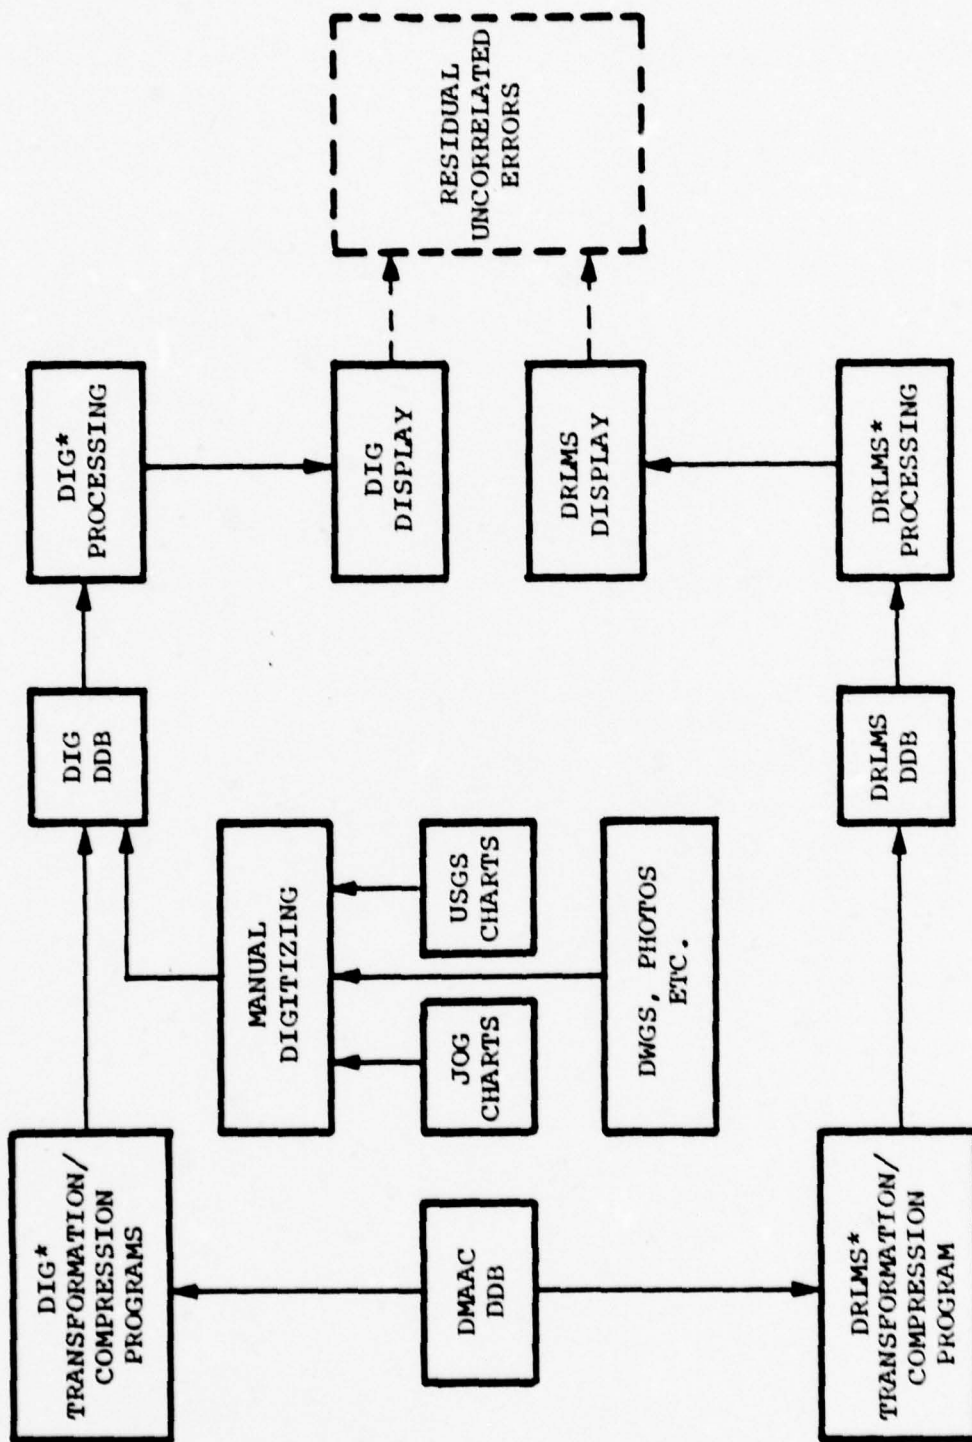 DIG*
TRANSFORMATION/
COMPRESSION
PROGRAMS
DIG
DDB
DIG*
PROCESSING
MANUAL
DIGITIZING
DIG
DISPLAY
RESIDUAL
UNCORRELATED
ERRORS
DMAAC
DDB
JOG
CHARTS
USGS
CHARTS
DRLMS
DISPLAY
DWGS, PHOTOS
ETC.
DRLMS*
TRANSFORMATION/
COMPRESSION
PROGRAM
DRLMS
DDB
DRLMS*
PROCESSING